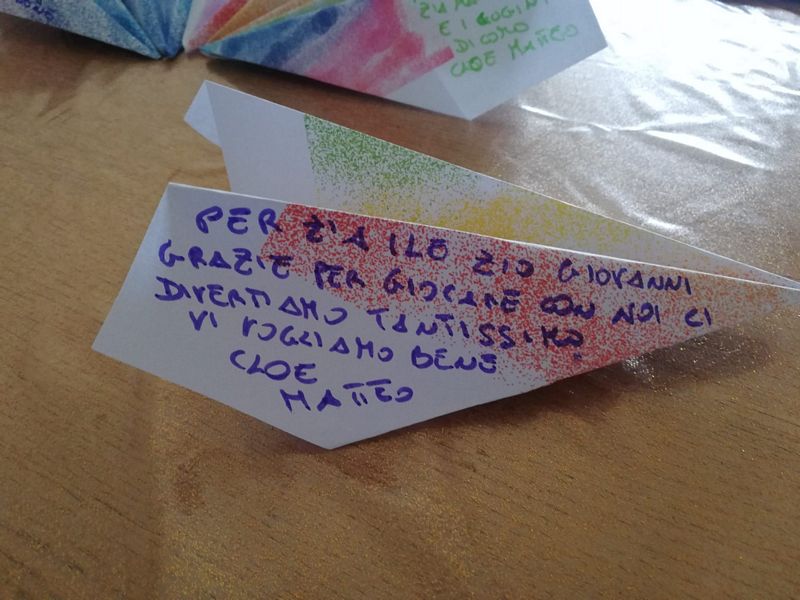 E I CUGINI
DI COMO
CLOE MATTEO
PER ZIA ILE ZIO GIOVANNI
GRAZIE PER GIOCARE CON NOI CI
DIVERTIAMO TANTISSIMO
VI VOGLIAMO BENE
CLOE
MATTEO